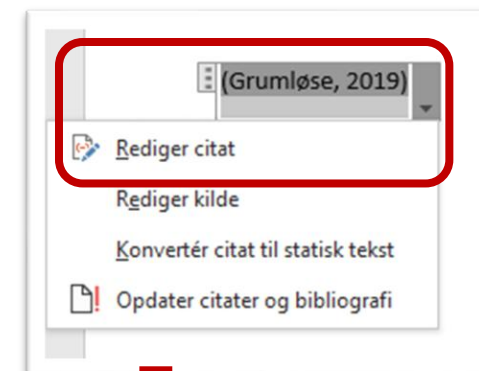 (Grumløse, 2019)
Rediger citat
Rediger kilde
Konvertér citat til statisk tekst
Opdater citater og bibliografi